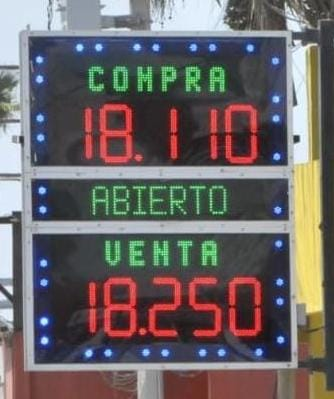 COMPRA
18.110
ABIERTO
VENTA
18.250